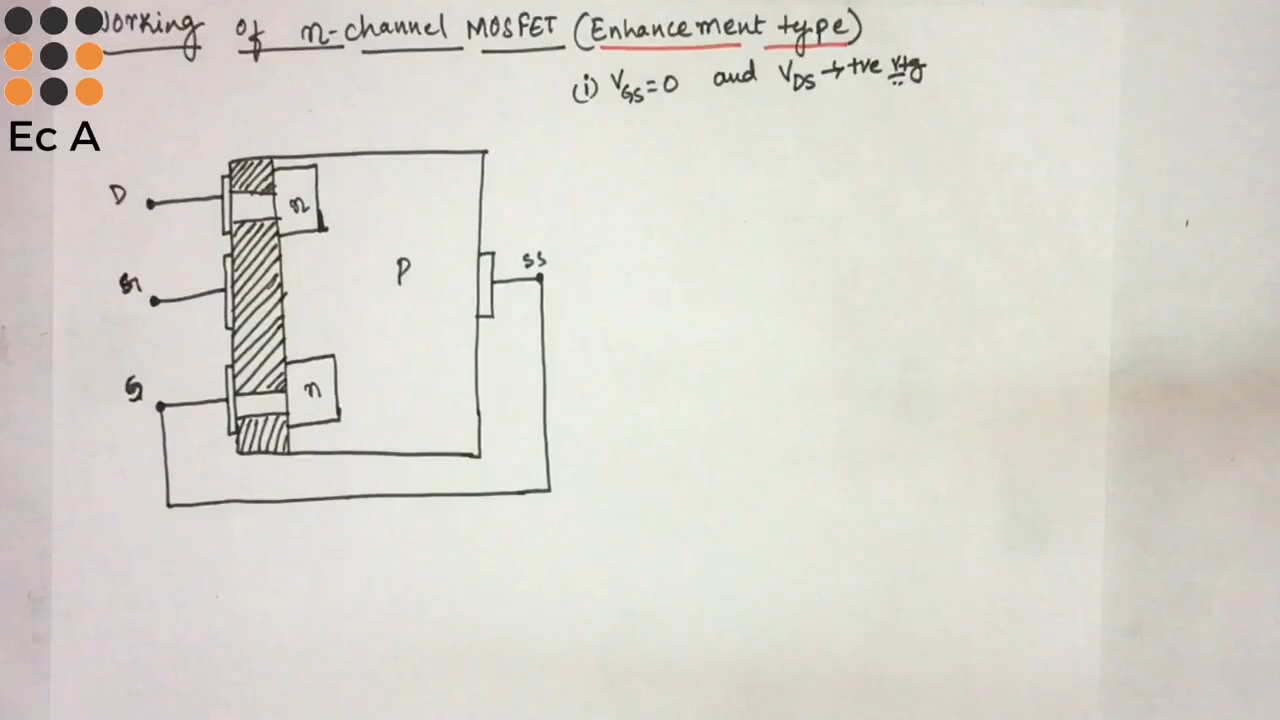 Working of n-channel MOSFET (Enhancement type)
(i) VGS=0 and VDS → +ve vtg
Ec A
D
n
P
SS
G
S
n